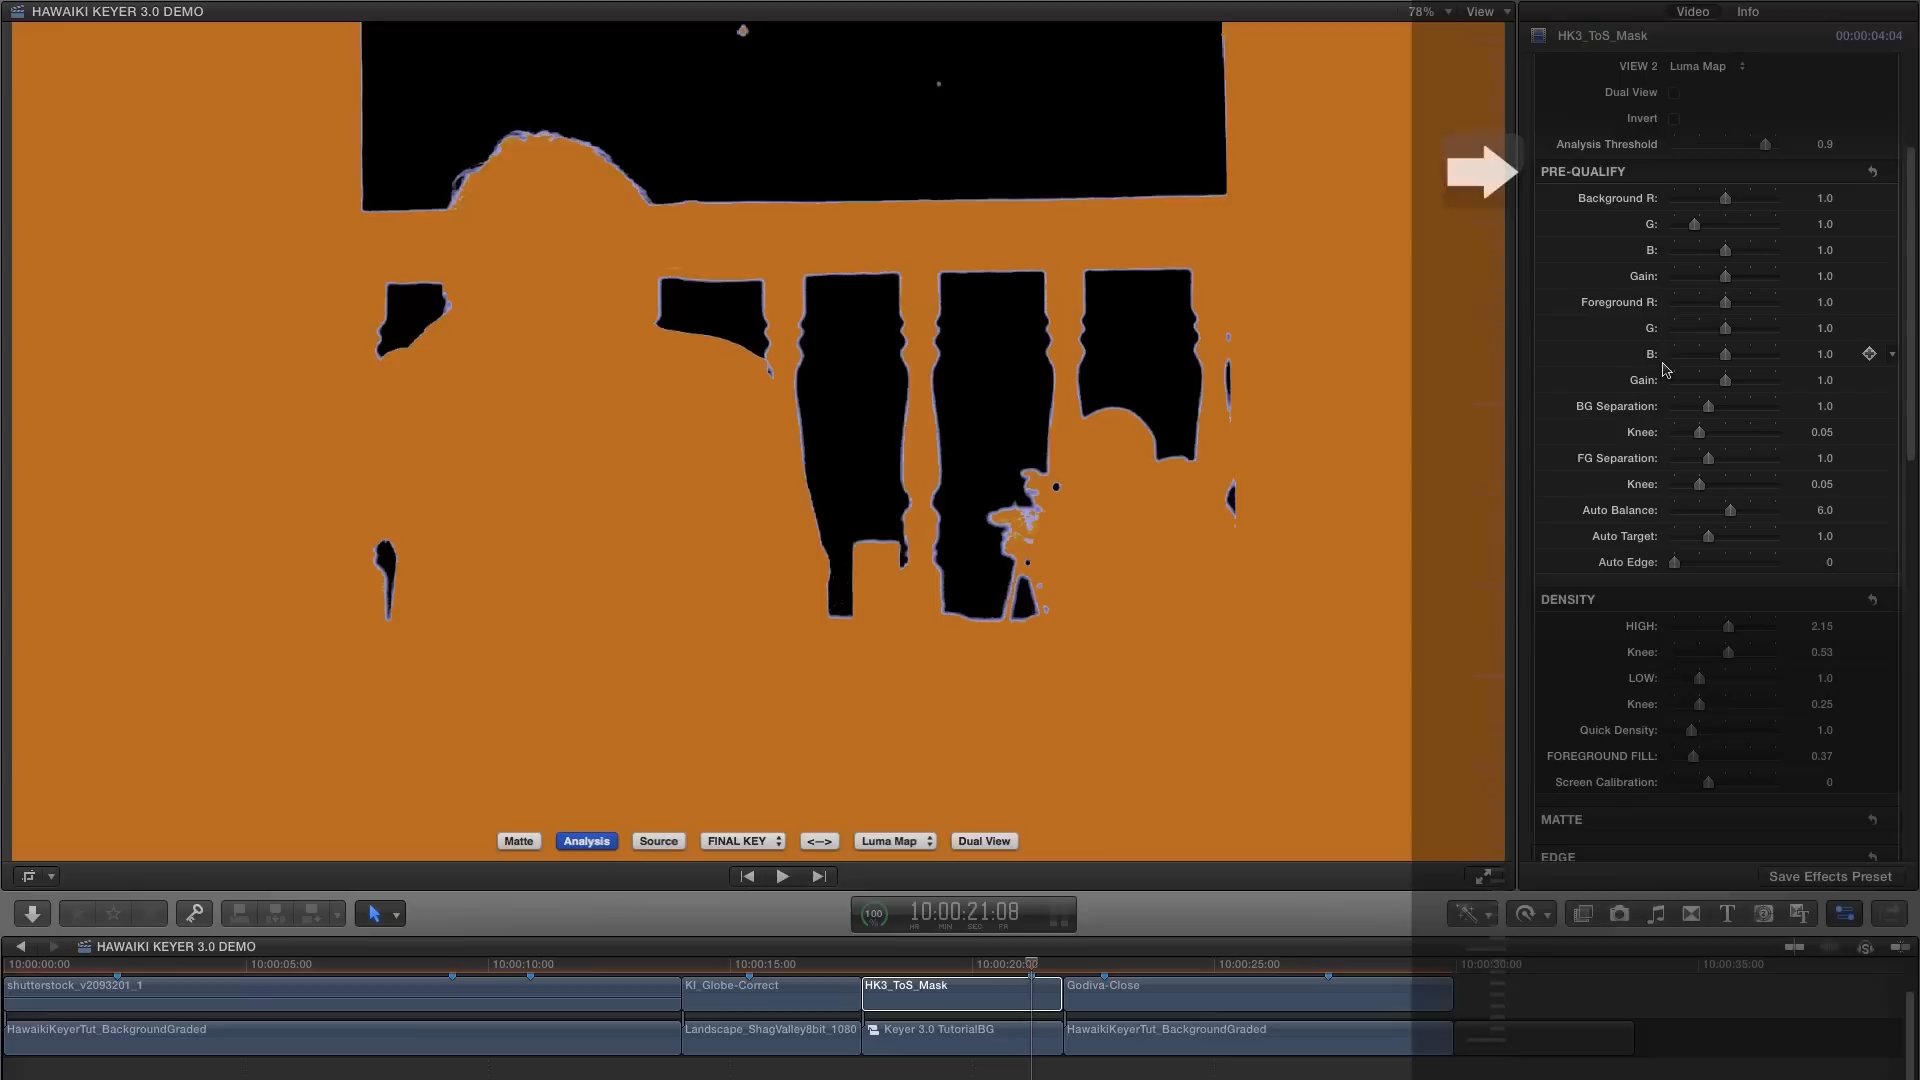 HAWAIKI KEYER 3.0 DEMO
78%
View
Video
Info
HK3_ToS_Mask
00:00:04:04
VIEW 2 Luma Map
Dual View
Invert
Analysis Threshold 0.9
PRE-QUALIFY
Background R: 1.0
G: 1.0
B: 1.0
Gain: 1.0
Foreground R: 1.0
G: 1.0
B: 1.0
Gain: 1.0
BG Separation: 1.0
Knee: 0.05
FG Separation: 1.0
Knee: 0.05
Auto Balance: 6.0
Auto Target: 1.0
Auto Edge: 0
DENSITY
HIGH: 2.15
Knee: 0.53
LOW: 1.0
Knee: 0.25
Quick Density: 1.0
FOREGROUND FILL: 0.37
Screen Calibration: 0
MATTE
EDGE
Save Effects Preset
Matte
Analysis
Source
FINAL KEY
<-->
Luma Map
Dual View
100
%
10:00:21:08
HR MIN SEC FR
HAWAIKI KEYER 3.0 DEMO
10:00:00:00
10:00:05:00
10:00:10:00
10:00:15:00
10:00:20:00
10:00:25:00
10:00:30:00
10:00:35:00
shutterstock_v2093201_1
KI_Globe-Correct
HK3_ToS_Mask
Godiva-Close
HawaikiKeyerTut_BackgroundGraded
Landscape_ShagValley8bit_1080
Keyer 3.0 TutorialBG
HawaikiKeyerTut_BackgroundGraded